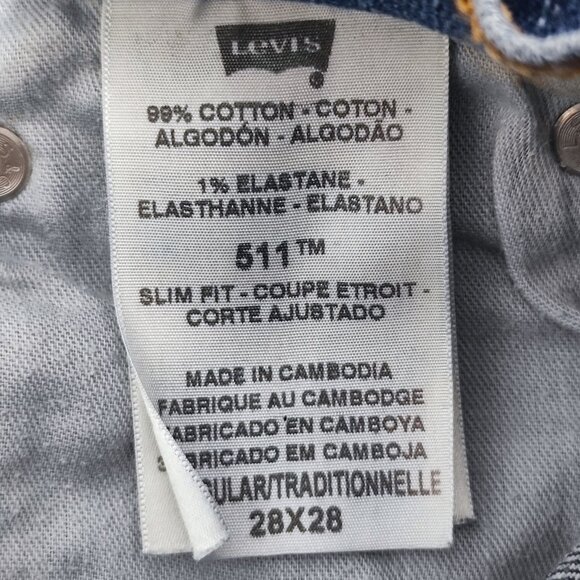 Levi's
99% COTTON - COTON -
ALGODÓN - ALGODÃO
1% ELASTANE -
ELASTHANNE - ELASTANO
511™
SLIM FIT - COUPE ETROIT -
CORTE AJUSTADO
MADE IN CAMBODIA
FABRIQUE AU CAMBODGE
FABRICADO EN CAMBOYA
FABRICADO EM CAMBOJA
ULAR/TRADITIONNELLE
28X28